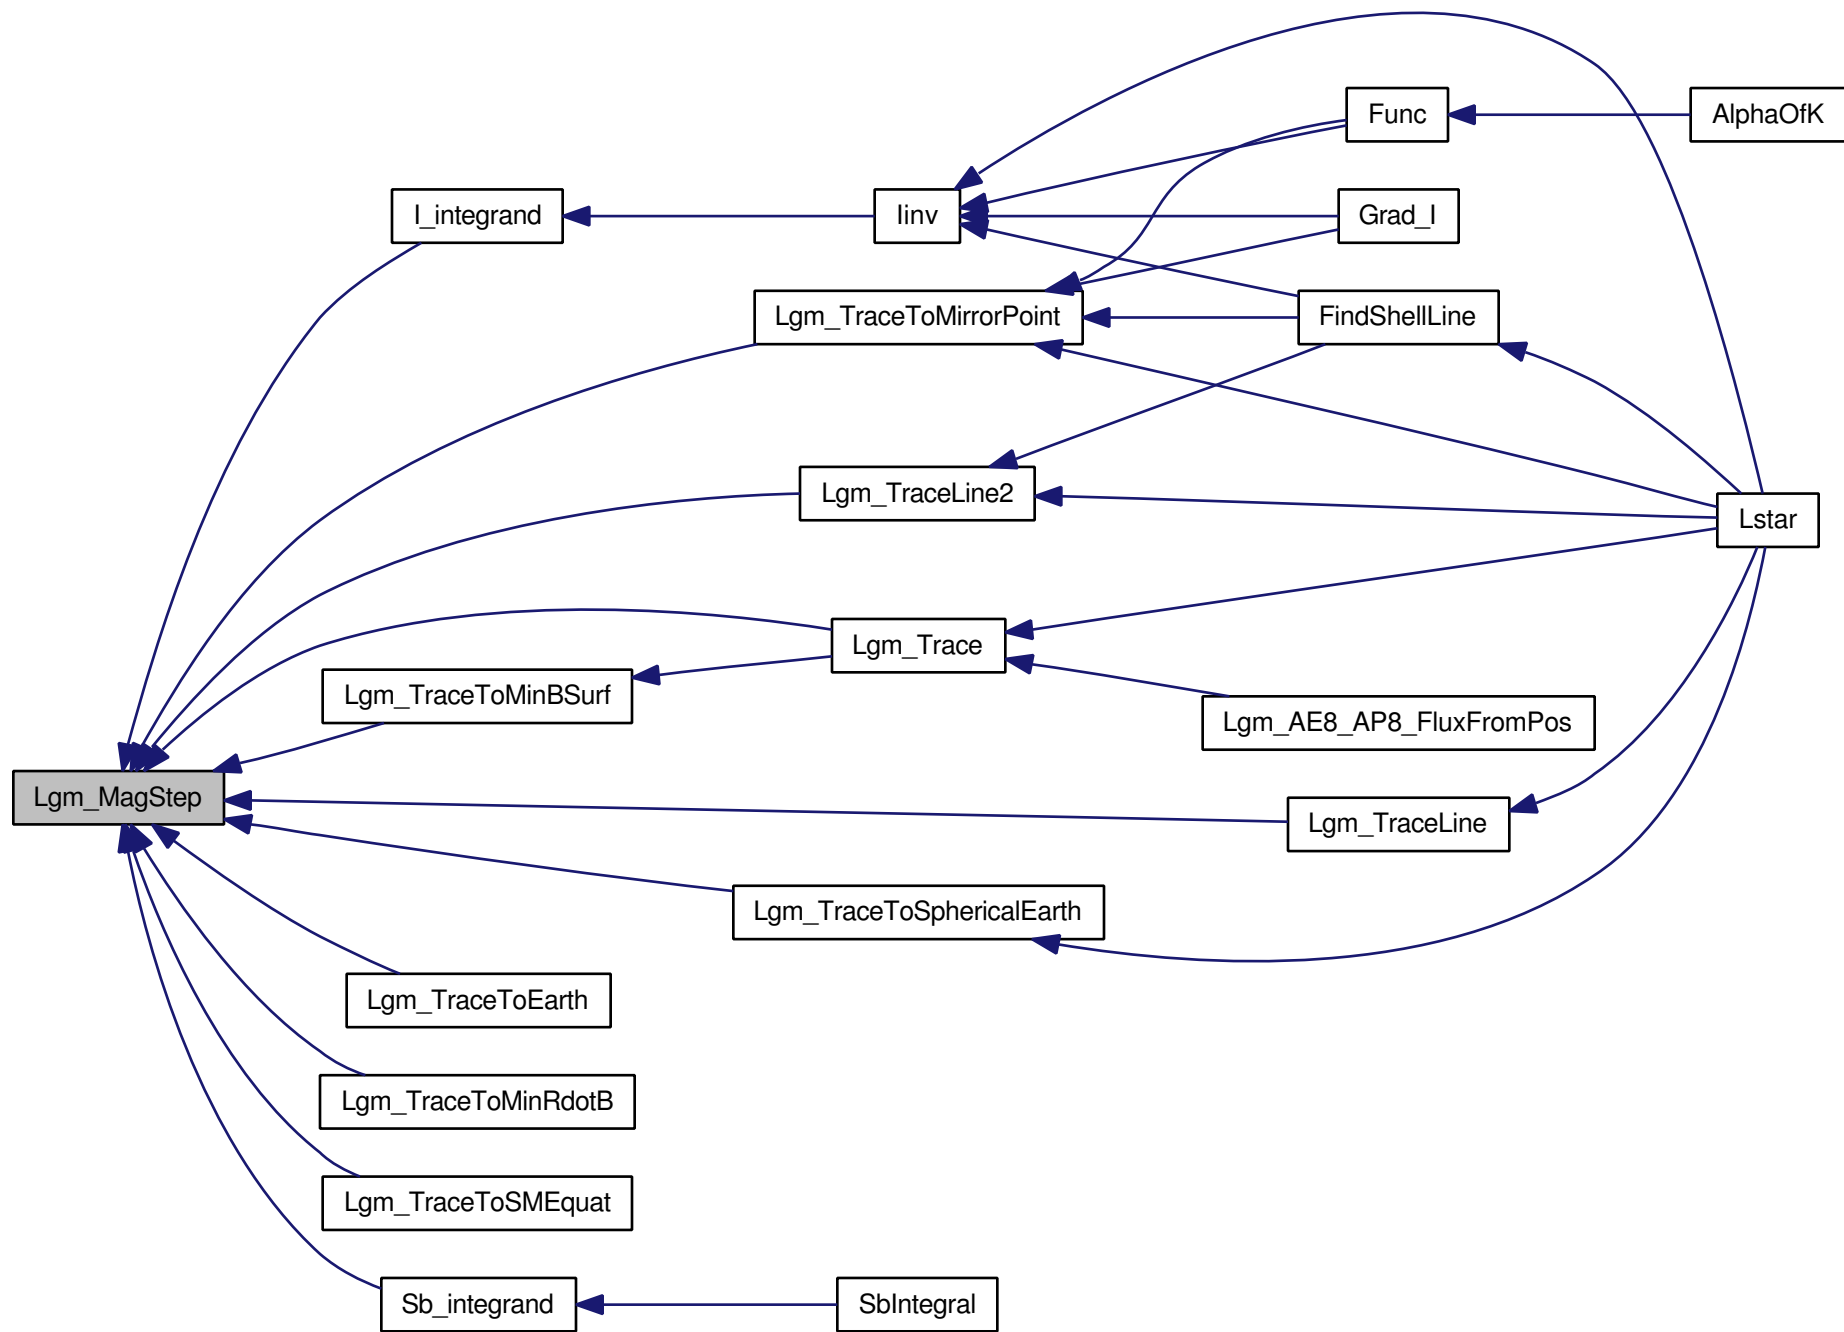 Func
AlphaOfK
I_integrand
Iinv
Grad_I
Lgm_TraceToMirrorPoint
FindShellLine
Lgm_TraceLine2
Lstar
Lgm_Trace
Lgm_TraceToMinBSurf
Lgm_AE8_AP8_FluxFromPos
Lgm_MagStep
Lgm_TraceLine
Lgm_TraceToSphericalEarth
Lgm_TraceToEarth
Lgm_TraceToMinRdotB
Lgm_TraceToSMEquat
Sb_integrand
SbIntegral